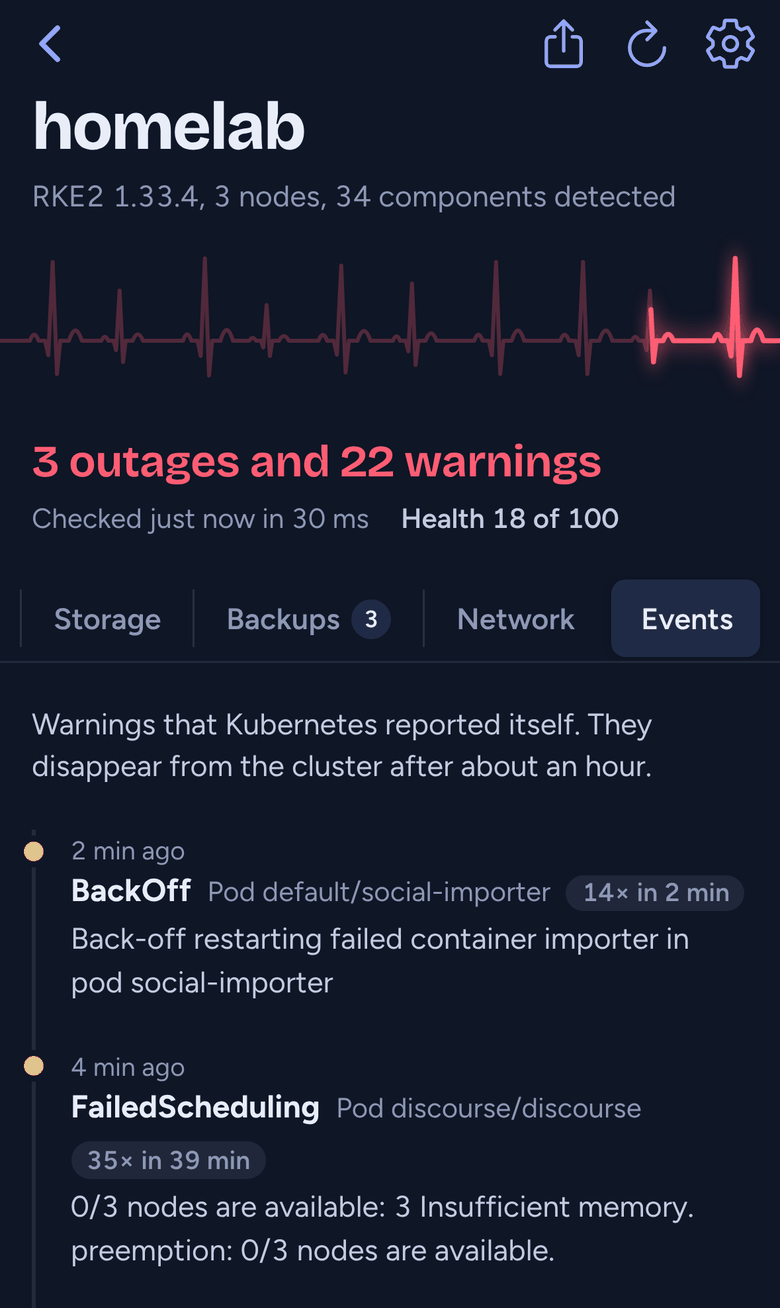 homelab
RKE2 1.33.4, 3 nodes, 34 components detected
3 outages and 22 warnings
Checked just now in 30 ms Health 18 of 100
Storage Backups 3 Network Events
Warnings that Kubernetes reported itself. They
disappear from the cluster after about an hour.
2 min ago
BackOff Pod default/social-importer 14× in 2 min
Back-off restarting failed container importer in
pod social-importer
4 min ago
FailedScheduling Pod discourse/discourse
35× in 39 min
0/3 nodes are available: 3 Insufficient memory.
preemption: 0/3 nodes are available.